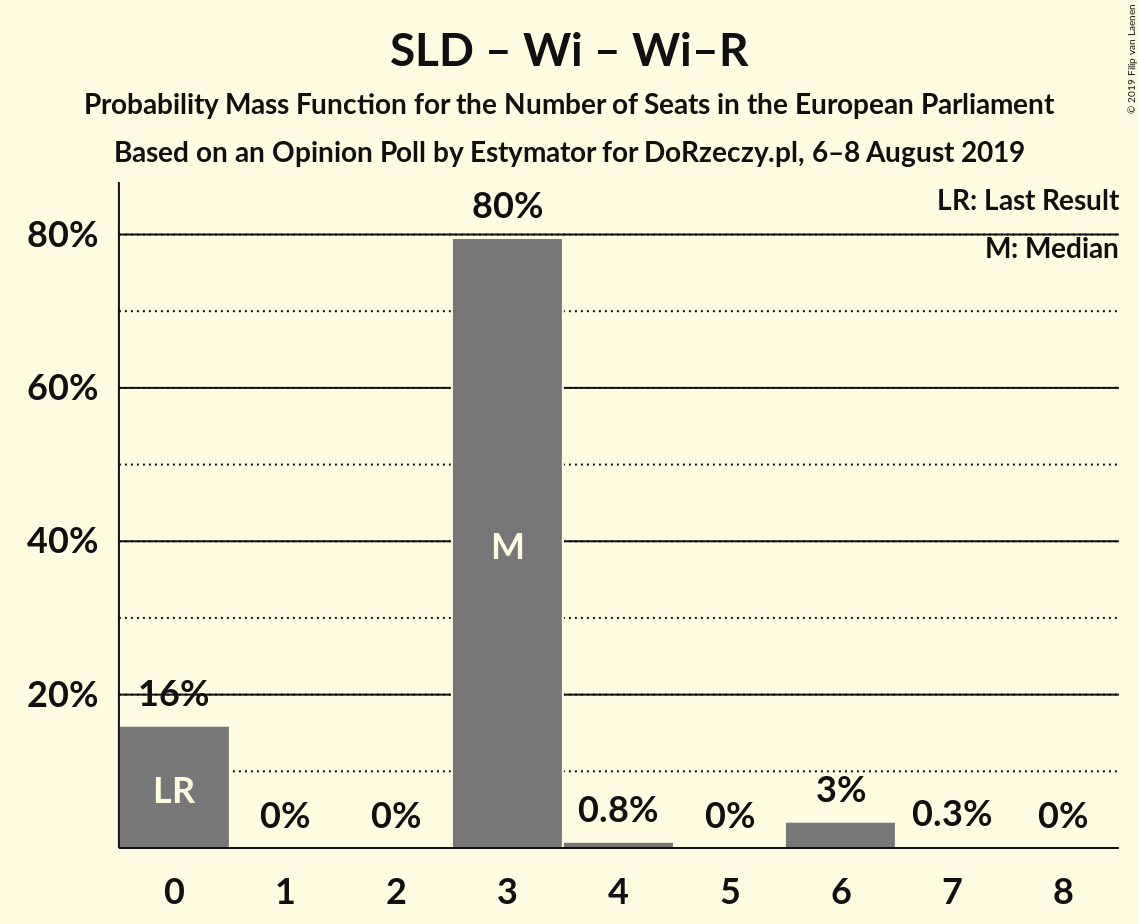 SLD – Wi – Wi–R
Probability Mass Function for the Number of Seats in the European Parliament
Based on an Opinion Poll by Estymator for DoRzeczy.pl, 6–8 August 2019
© 2019 Filip van Laenen
LR: Last Result
M: Median
80%
60%
40%
20%
16%
0%
0%
80%
0.8%
0%
3%
0.3%
0%
LR
M
0 1 2 3 4 5 6 7 8